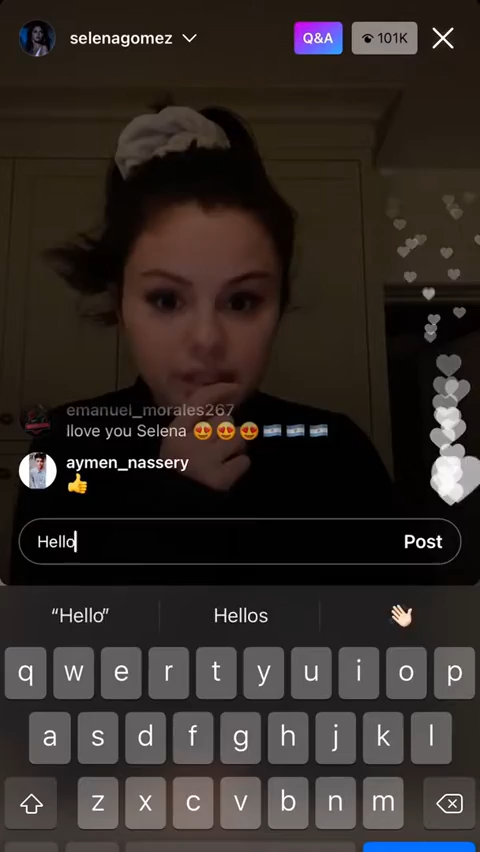 selenagomez
Q&A
101K
emanuel_morales267
Ilove you Selena 😍😍😍🇦🇷🇦🇷🇦🇷
aymen_nassery
👍
Hello
Post
“Hello”
Hellos
👋🏻
q w e r t y u i o p
a s d f g h j k l
z x c v b n m